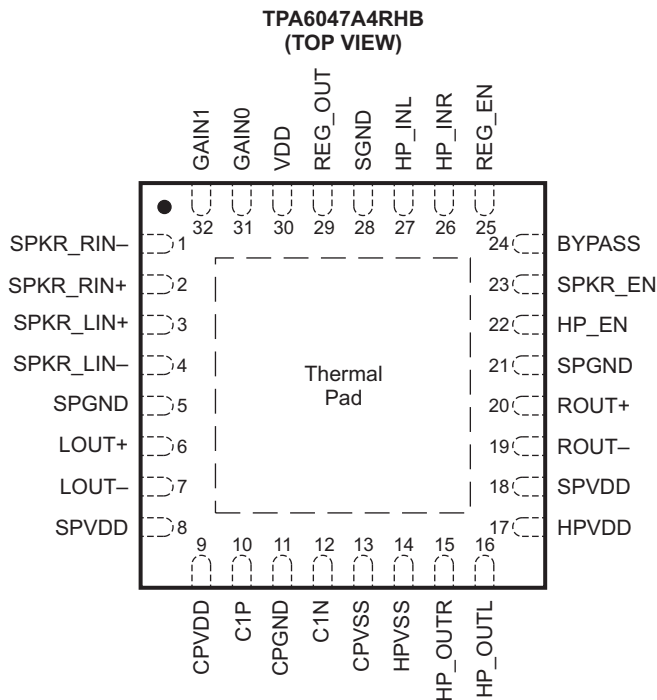 TPA6047A4RHB
(TOP VIEW)
GAIN1
GAIN0
VDD
REG_OUT
SGND
HP_INL
HP_INR
REG_EN
32 31 30 29 28 27 26 25
SPKR_RIN– 1
SPKR_RIN+ 2
SPKR_LIN+ 3
SPKR_LIN– 4
SPGND 5
LOUT+ 6
LOUT– 7
SPVDD 8
Thermal
Pad
24 BYPASS
23 SPKR_EN
22 HP_EN
21 SPGND
20 ROUT+
19 ROUT–
18 SPVDD
17 HPVDD
9 10 11 12 13 14 15 16
CPVDD
C1P
CPGND
C1N
CPVSS
HPVSS
HP_OUTR
HP_OUTL